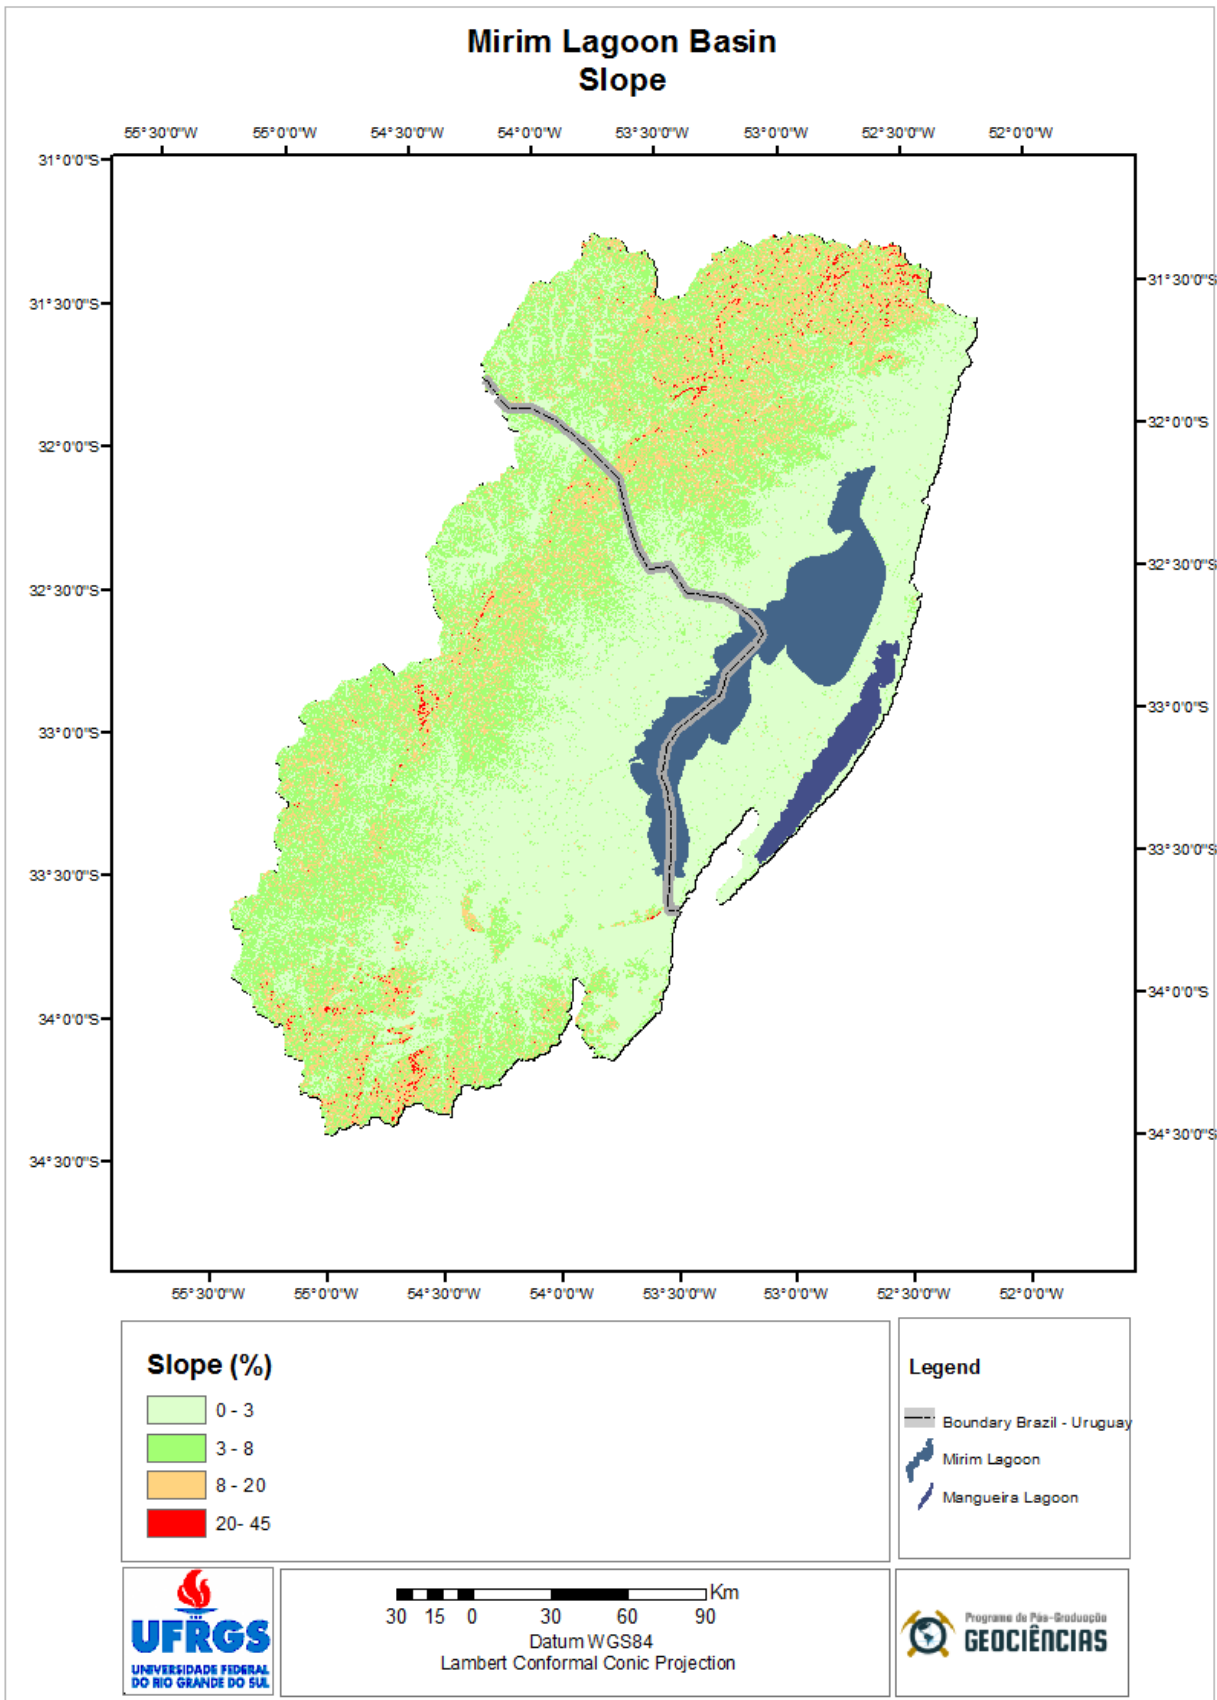 Mirim Lagoon Basin
Slope
55°30'0"W 55°0'0"W 54°30'0"W 54°0'0"W 53°30'0"W 53°0'0"W 52°30'0"W 52°0'0"W
31°0'0"S
31°30'0"S
31°30'0"S
32°0'0"S
32°0'0"S
32°30'0"S
32°30'0"S
33°0'0"S
33°0'0"S
33°30'0"S
33°30'0"S
34°0'0"S
34°0'0"S
34°30'0"S
34°30'0"S
55°30'0"W 55°0'0"W 54°30'0"W 54°0'0"W 53°30'0"W 53°0'0"W 52°30'0"W 52°0'0"W
Slope (%)
0 - 3
3 - 8
8 - 20
20- 45
Legend
Boundary Brazil - Uruguay
Mirim Lagoon
Mangueira Lagoon
UFRGS
UNIVERSIDADE FEDERAL
DO RIO GRANDE DO SUL
Km
30 15 0 30 60 90
Datum WGS84
Lambert Conformal Conic Projection
Programa de Pós-Graduação
GEOCIÊNCIAS